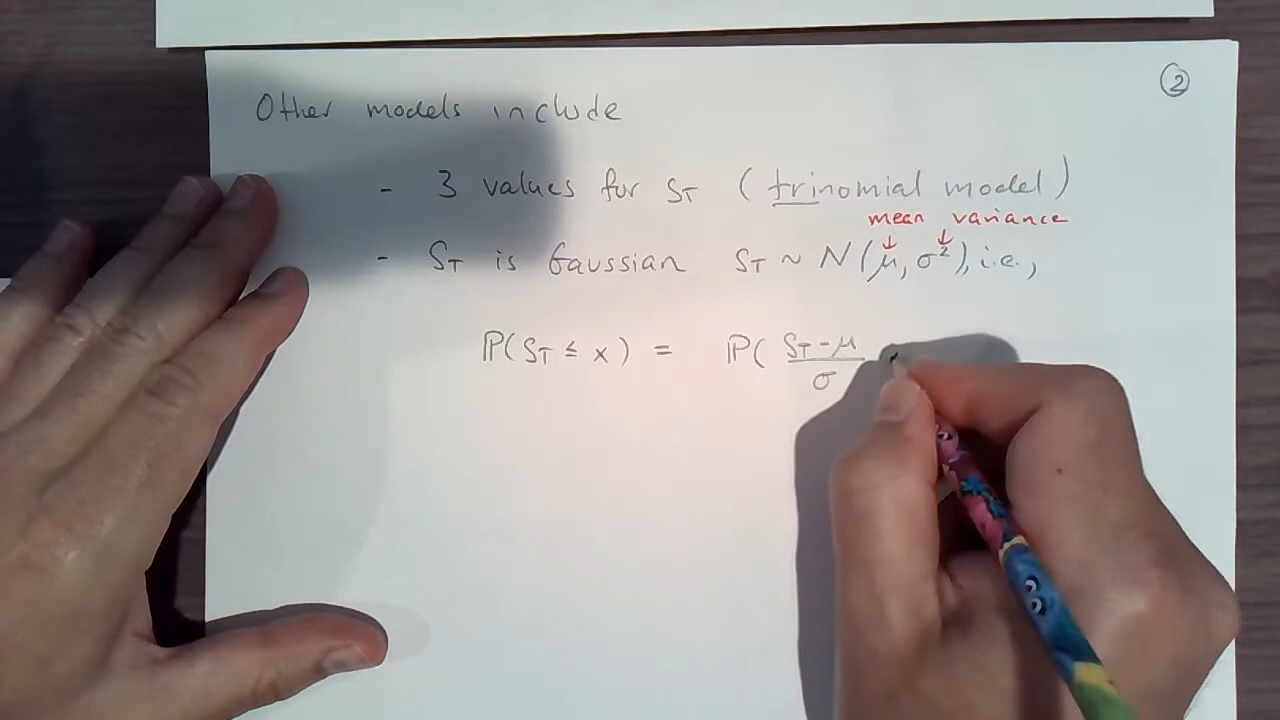 ②
Other models include
- 3 values for S_T (trinomial model)
mean variance
- S_T is Gaussian S_T ~ N(μ, σ²), i.e.,
ℙ(S_T ≤ x) = ℙ( (S_T - μ)/σ